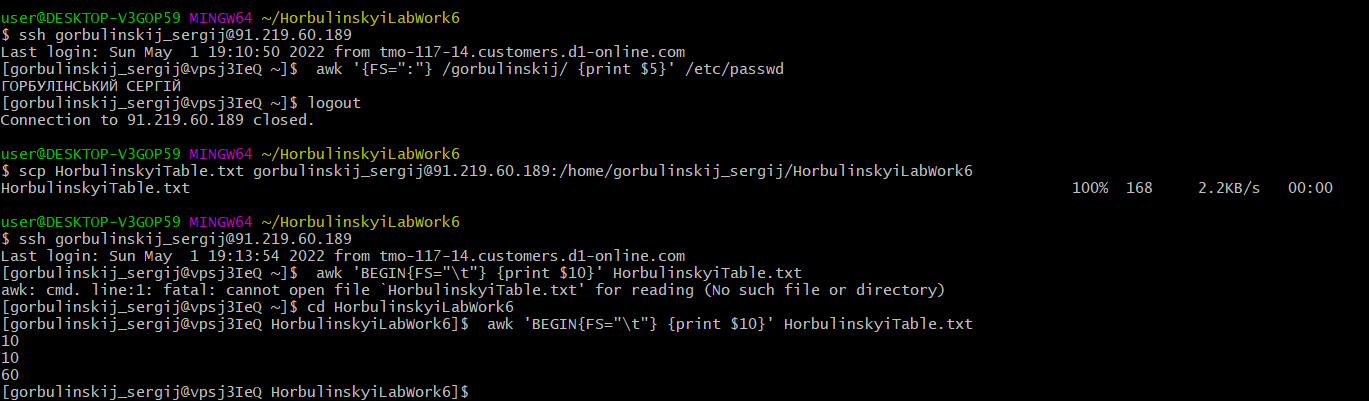 user@DESKTOP-V3GOP59 MINGW64 ~/HorbulinskyiLabWork6
$ ssh gorbulinskij_sergij@91.219.60.189
Last login: Sun May  1 19:10:50 2022 from tmo-117-14.customers.d1-online.com
[gorbulinskij_sergij@vpsj3IeQ ~]$  awk '{FS=":"} /gorbulinskij/ {print $5}' /etc/passwd
ГОРБУЛІНСЬКИЙ СЕРГІЙ
[gorbulinskij_sergij@vpsj3IeQ ~]$ logout
Connection to 91.219.60.189 closed.
user@DESKTOP-V3GOP59 MINGW64 ~/HorbulinskyiLabWork6
$ scp HorbulinskyiTable.txt gorbulinskij_sergij@91.219.60.189:/home/gorbulinskij_sergij/HorbulinskyiLabWork6
HorbulinskyiTable.txt 100%  168     2.2KB/s   00:00
user@DESKTOP-V3GOP59 MINGW64 ~/HorbulinskyiLabWork6
$ ssh gorbulinskij_sergij@91.219.60.189
Last login: Sun May  1 19:13:54 2022 from tmo-117-14.customers.d1-online.com
[gorbulinskij_sergij@vpsj3IeQ ~]$  awk 'BEGIN{FS="\t"} {print $10}' HorbulinskyiTable.txt
awk: cmd. line:1: fatal: cannot open file `HorbulinskyiTable.txt' for reading (No such file or directory)
[gorbulinskij_sergij@vpsj3IeQ ~]$ cd HorbulinskyiLabWork6
[gorbulinskij_sergij@vpsj3IeQ HorbulinskyiLabWork6]$  awk 'BEGIN{FS="\t"} {print $10}' HorbulinskyiTable.txt
10
10
60
[gorbulinskij_sergij@vpsj3IeQ HorbulinskyiLabWork6]$